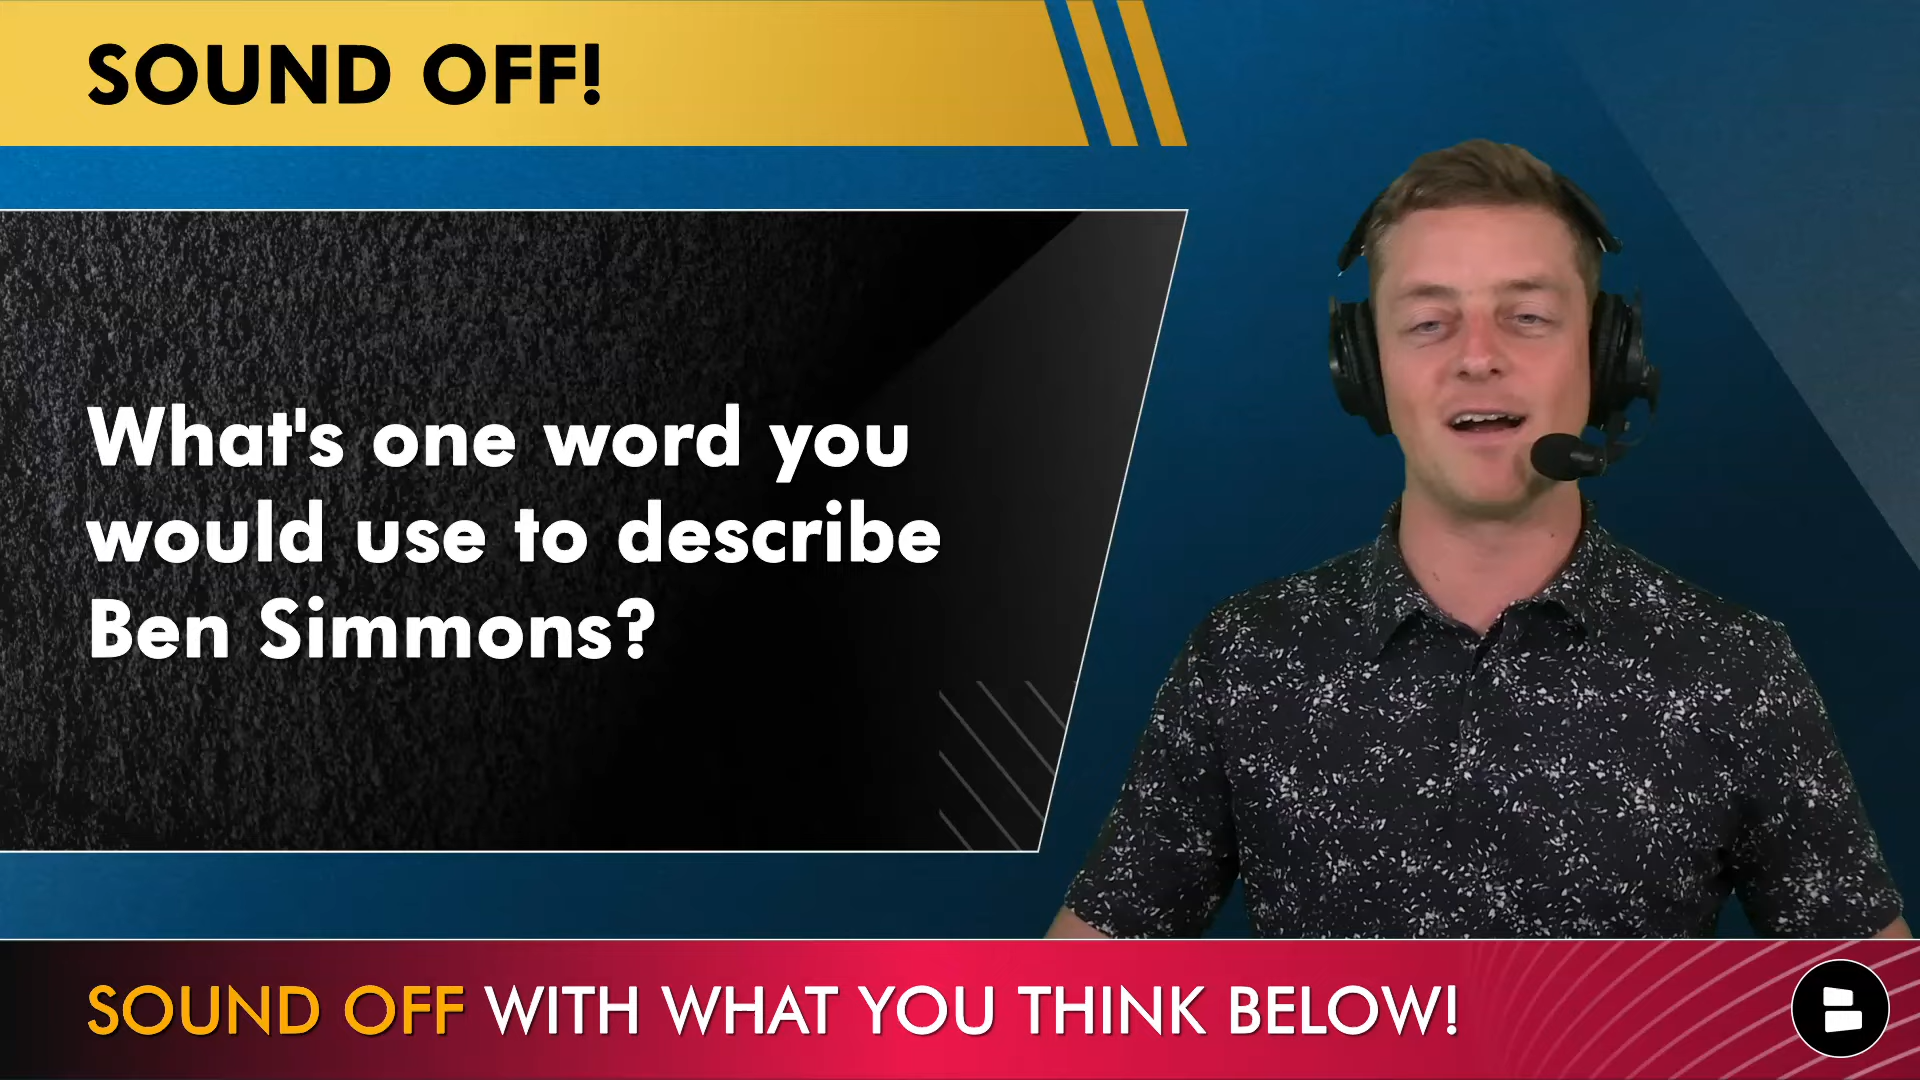 SOUND OFF!
What's one word you
would use to describe
Ben Simmons?
SOUND OFF WITH WHAT YOU THINK BELOW!